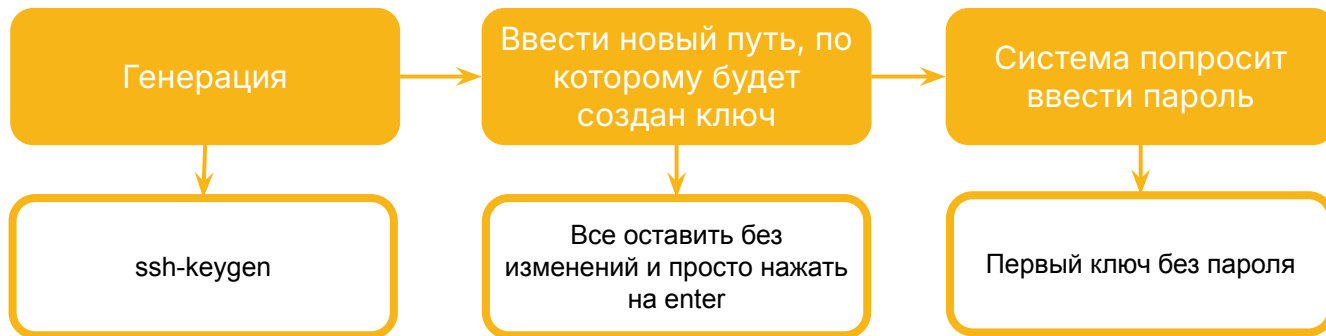 Генерация
Ввести новый путь, по
которому будет
создан ключ
Система попросит
ввести пароль
ssh-keygen
Все оставить без
изменений и просто нажать
на enter
Первый ключ без пароля